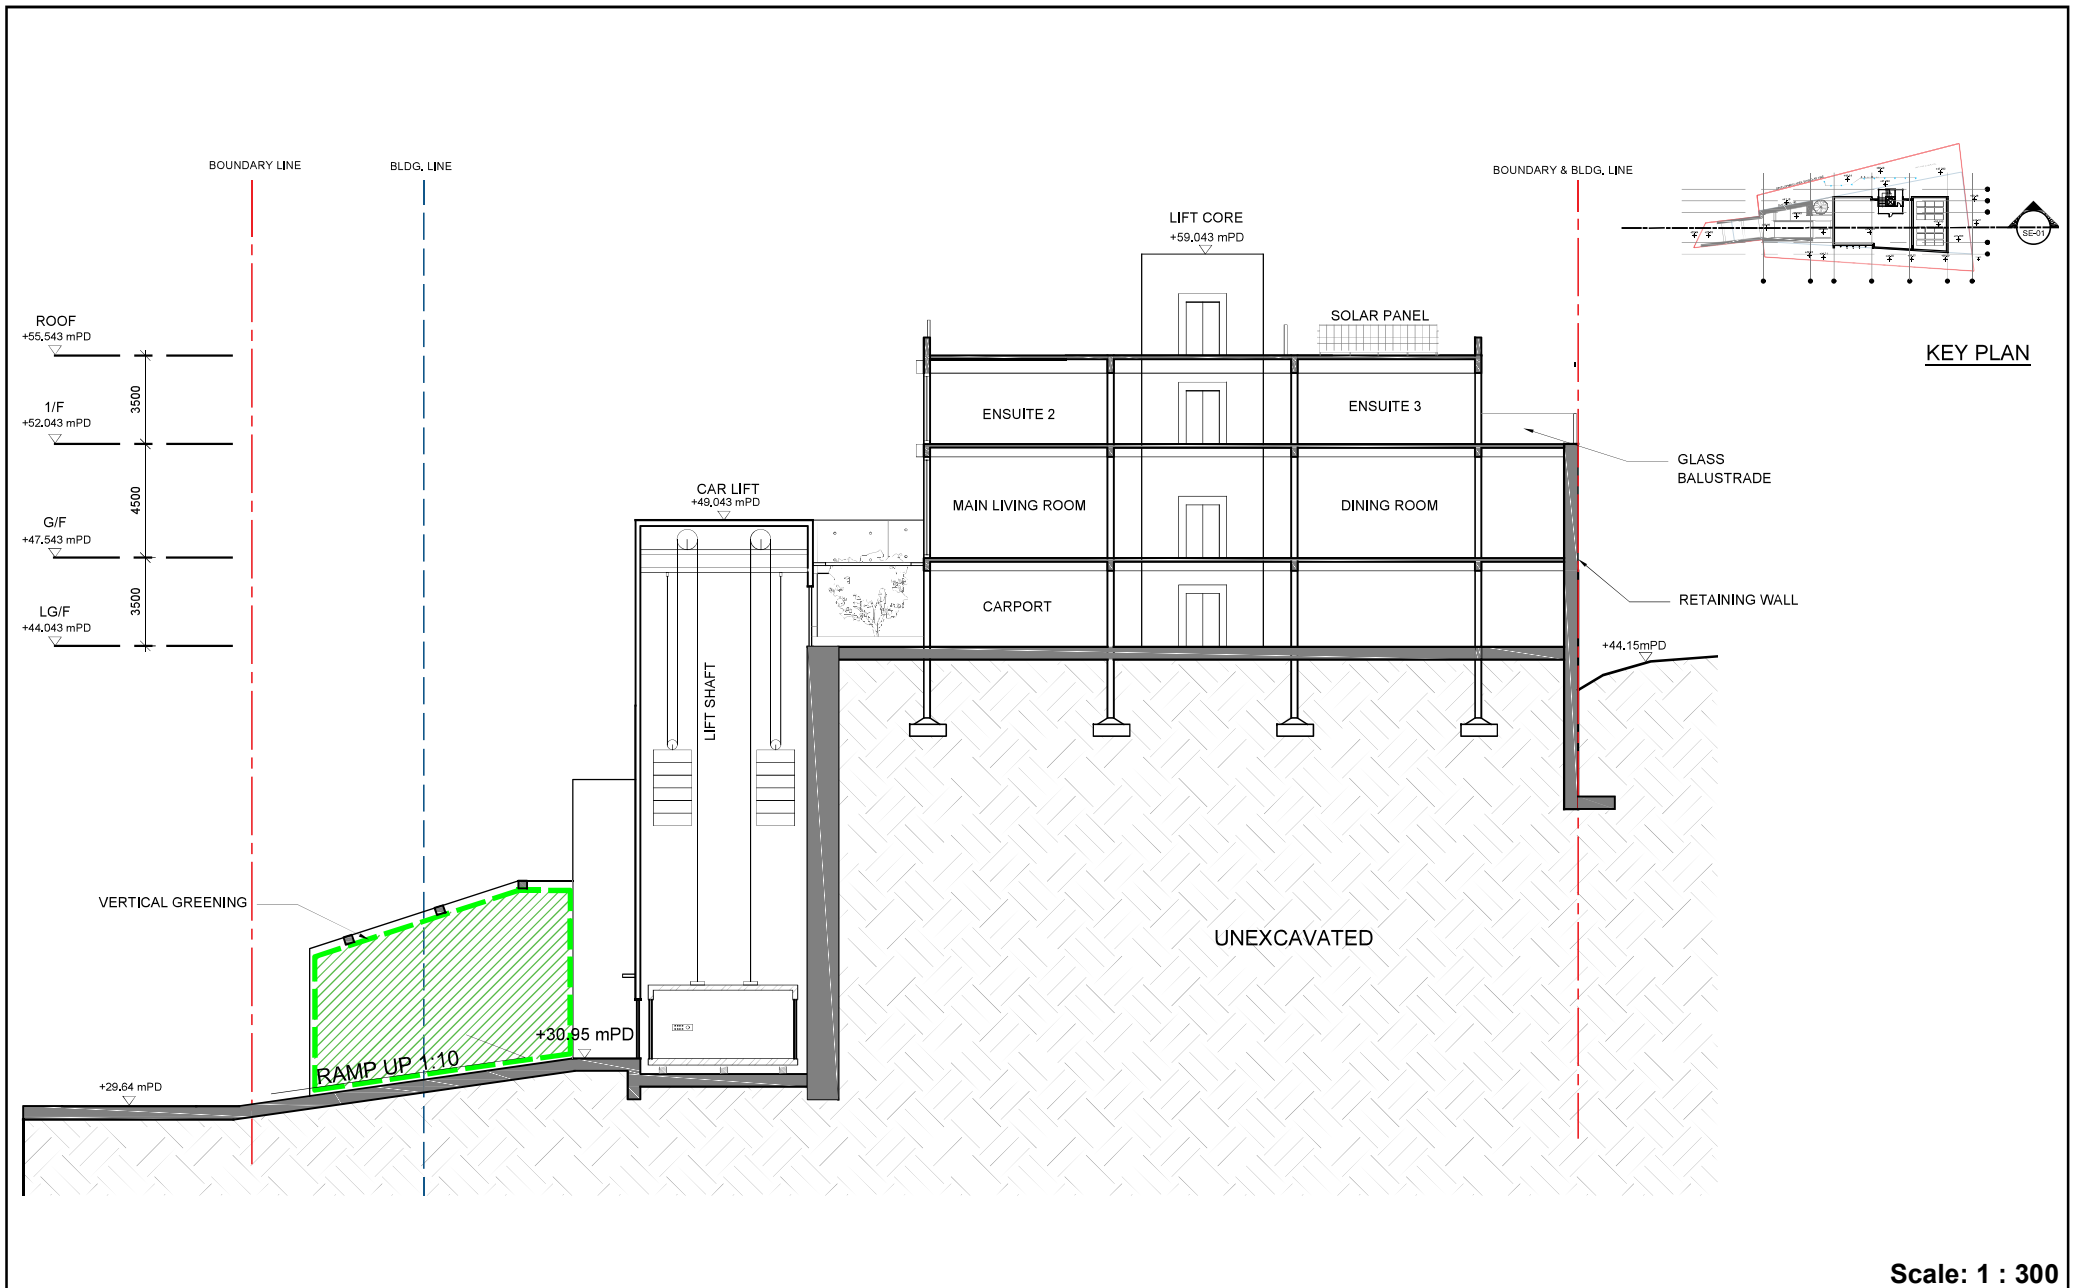 BOUNDARY LINE
BLDG. LINE
BOUNDARY & BLDG. LINE
LIFT CORE
+59.043 mPD
SE-01
KEY PLAN
SOLAR PANEL
ROOF
+55.543 mPD
3500
1/F
+52.043 mPD
4500
G/F
+47.543 mPD
3500
LG/F
+44.043 mPD
ENSUITE 2
ENSUITE 3
GLASS
BALUSTRADE
CAR LIFT
+49.043 mPD
MAIN LIVING ROOM
DINING ROOM
CARPORT
RETAINING WALL
+44.15mPD
LIFT SHAFT
VERTICAL GREENING
UNEXCAVATED
+30.95 mPD
RAMP UP 1:10
+29.64 mPD
Scale: 1 : 300